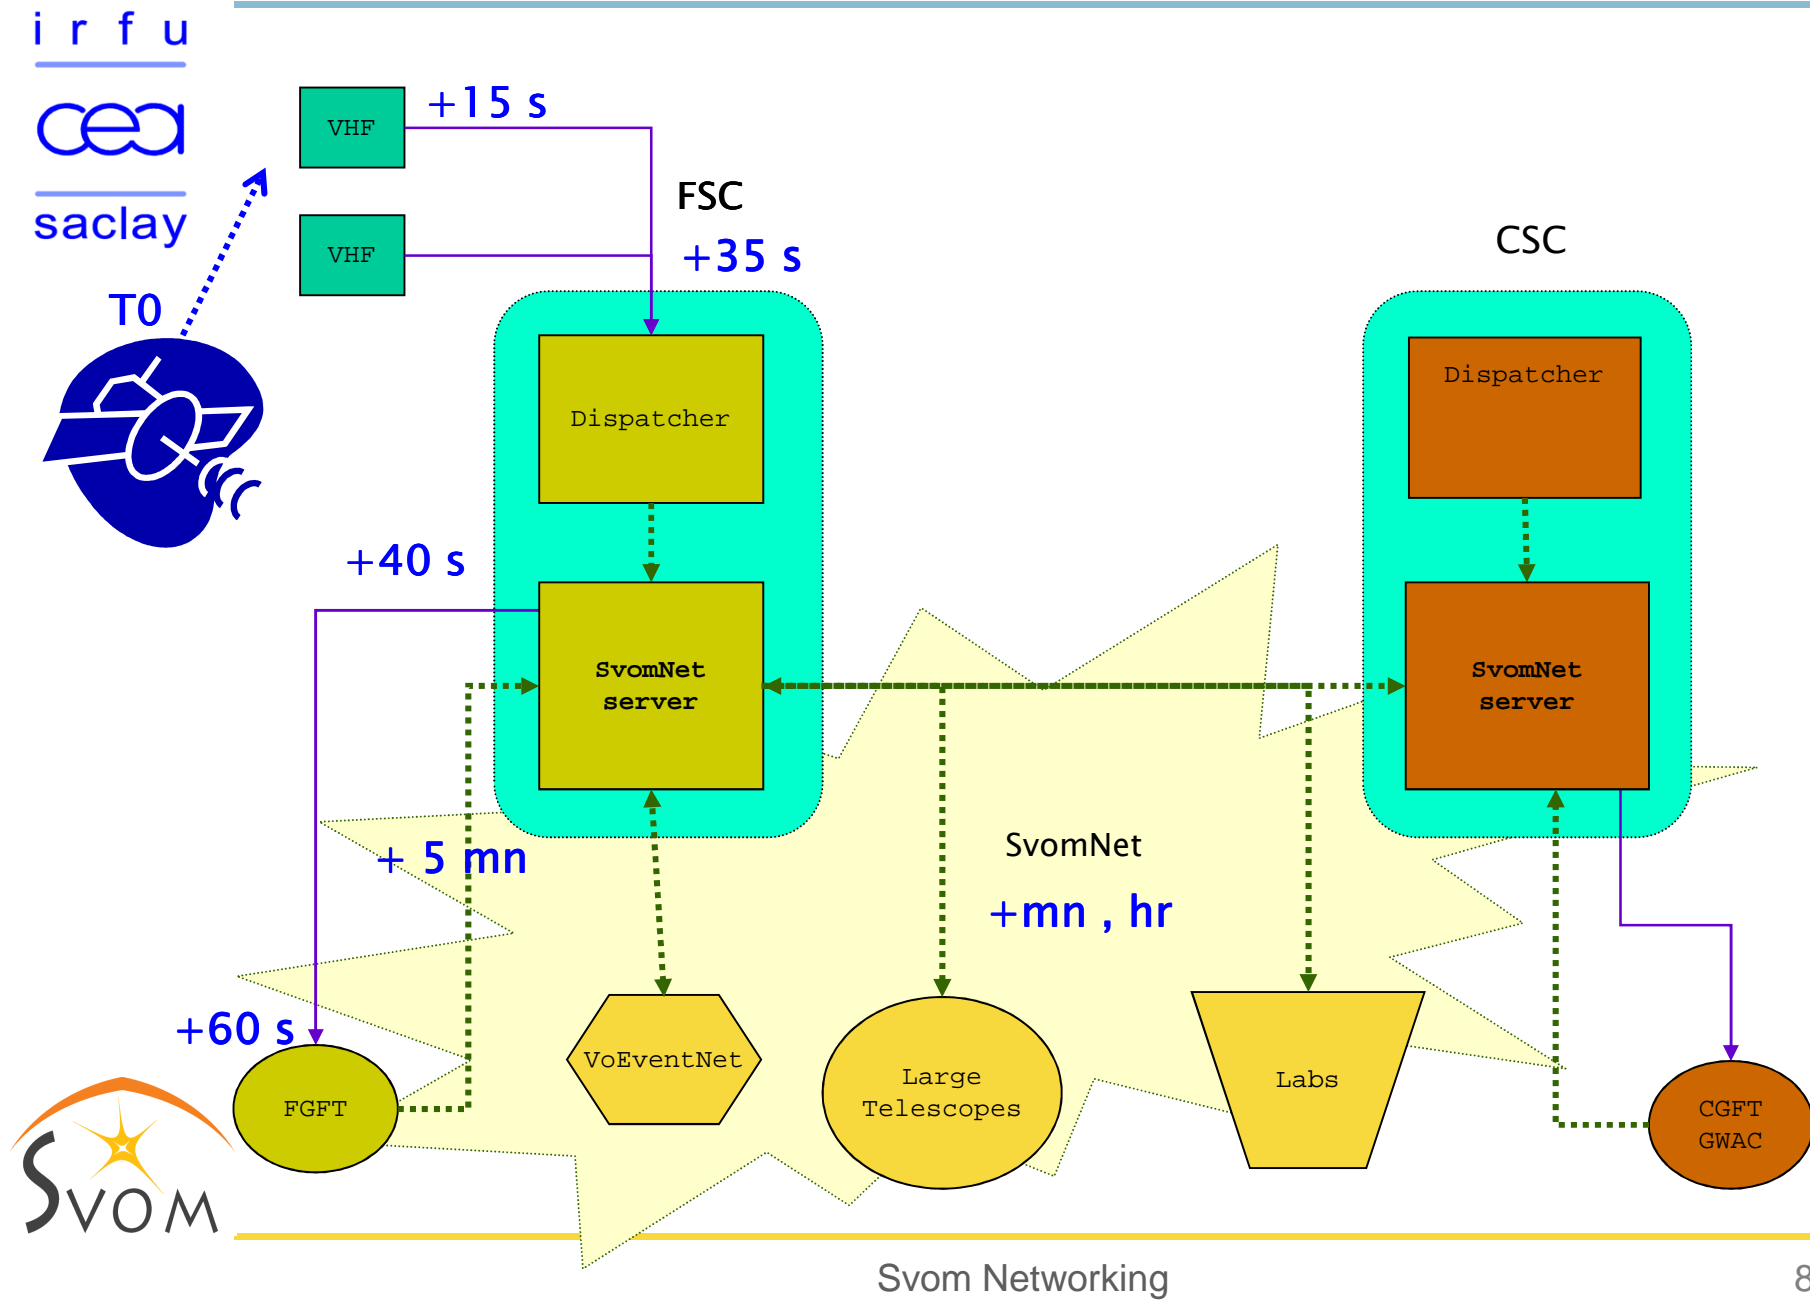 irfu
cea
saclay
VHF
+15 s
VHF
FSC
+35 s
CSC
T0
Dispatcher
Dispatcher
+40 s
SvomNet
server
SvomNet
server
+ 5 mn
SvomNet
+mn , hr
+60 s
FGFT
VoEventNet
Large
Telescopes
Labs
CGFT
GWAC
SVOM
Svom Networking
8